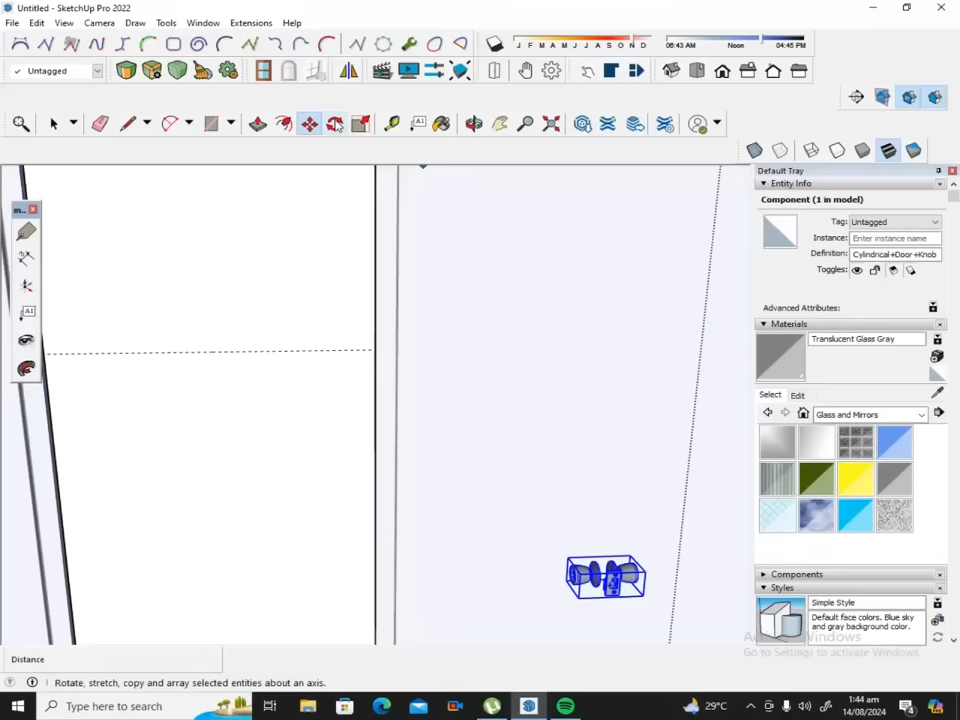 Untitled - SketchUp Pro 2022
File Edit View Camera Draw Tools Window Extensions Help
J F M A M J J A S O N D 06:43 AM Noon 04:45 PM
Untagged
Default Tray
Entity Info
Component (1 in model)
Tag: Untagged
Instance: Enter instance name
Definition: Cylindrical+Door+Knob
Toggles:
Advanced Attributes:
Materials
Translucent Glass Gray
Select Edit
Glass and Mirrors
Components
Styles
Simple Style
Default face colors. Blue sky
and gray background color.
Activate Windows
Go to Settings to activate Windows.
m...
A1
A1
Distance
Rotate, stretch, copy and array selected entities about an axis.
Type here to search
29°C
1:44 am
14/08/2024
4